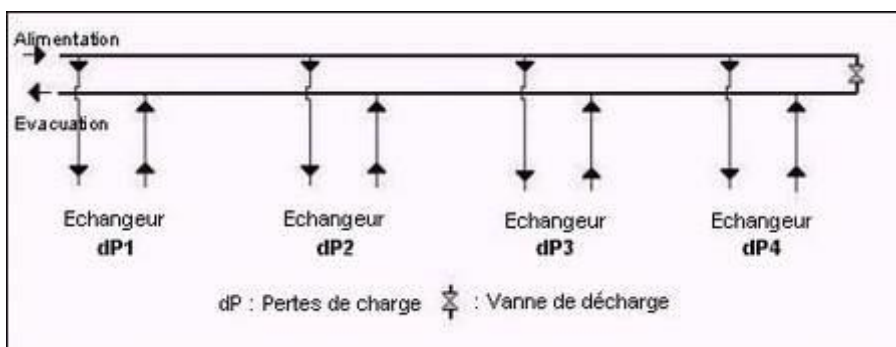 Alimentation
Evacuation
Echangeur Echangeur Echangeur Echangeur
dP1 dP2 dP3 dP4
dP : Pertes de charge : Vanne de décharge